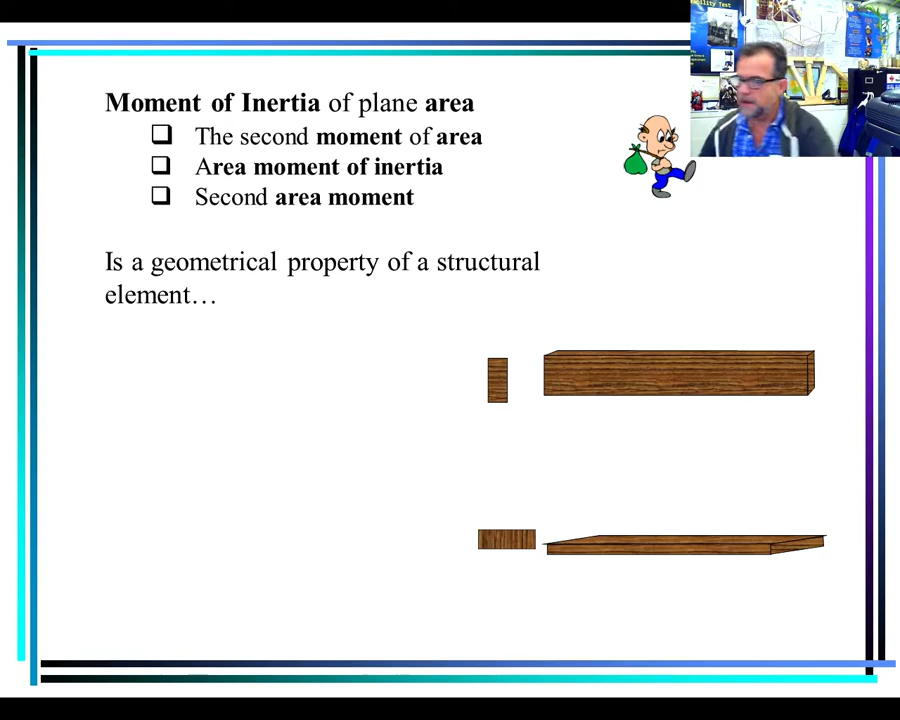 Moment of Inertia of plane area
The second moment of area
Area moment of inertia
Second area moment
Is a geometrical property of a structural
element…